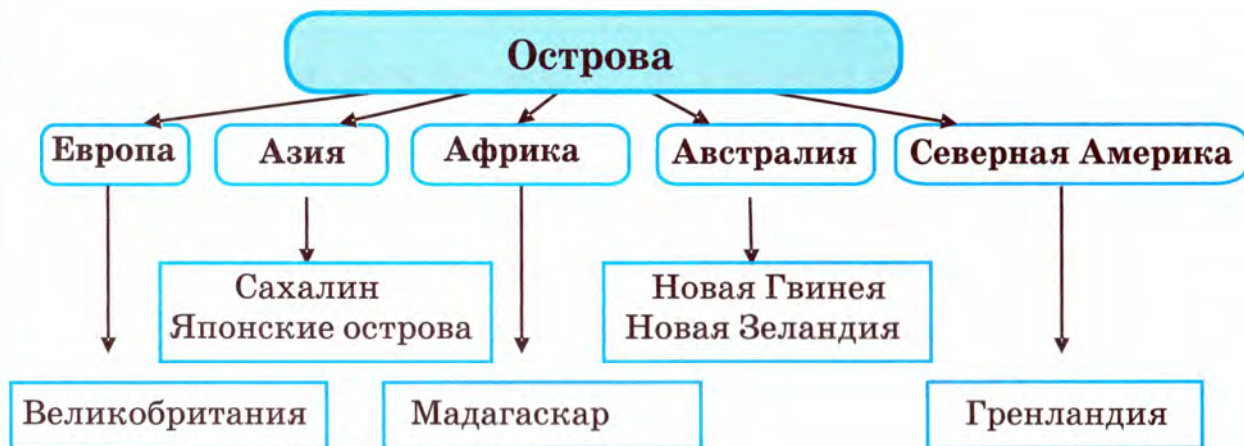 Острова
Европа
Азия
Африка
Австралия
Северная Америка
Сахалин
Японские острова
Новая Гвинея
Новая Зеландия
Великобритания
Мадагаскар
Гренландия